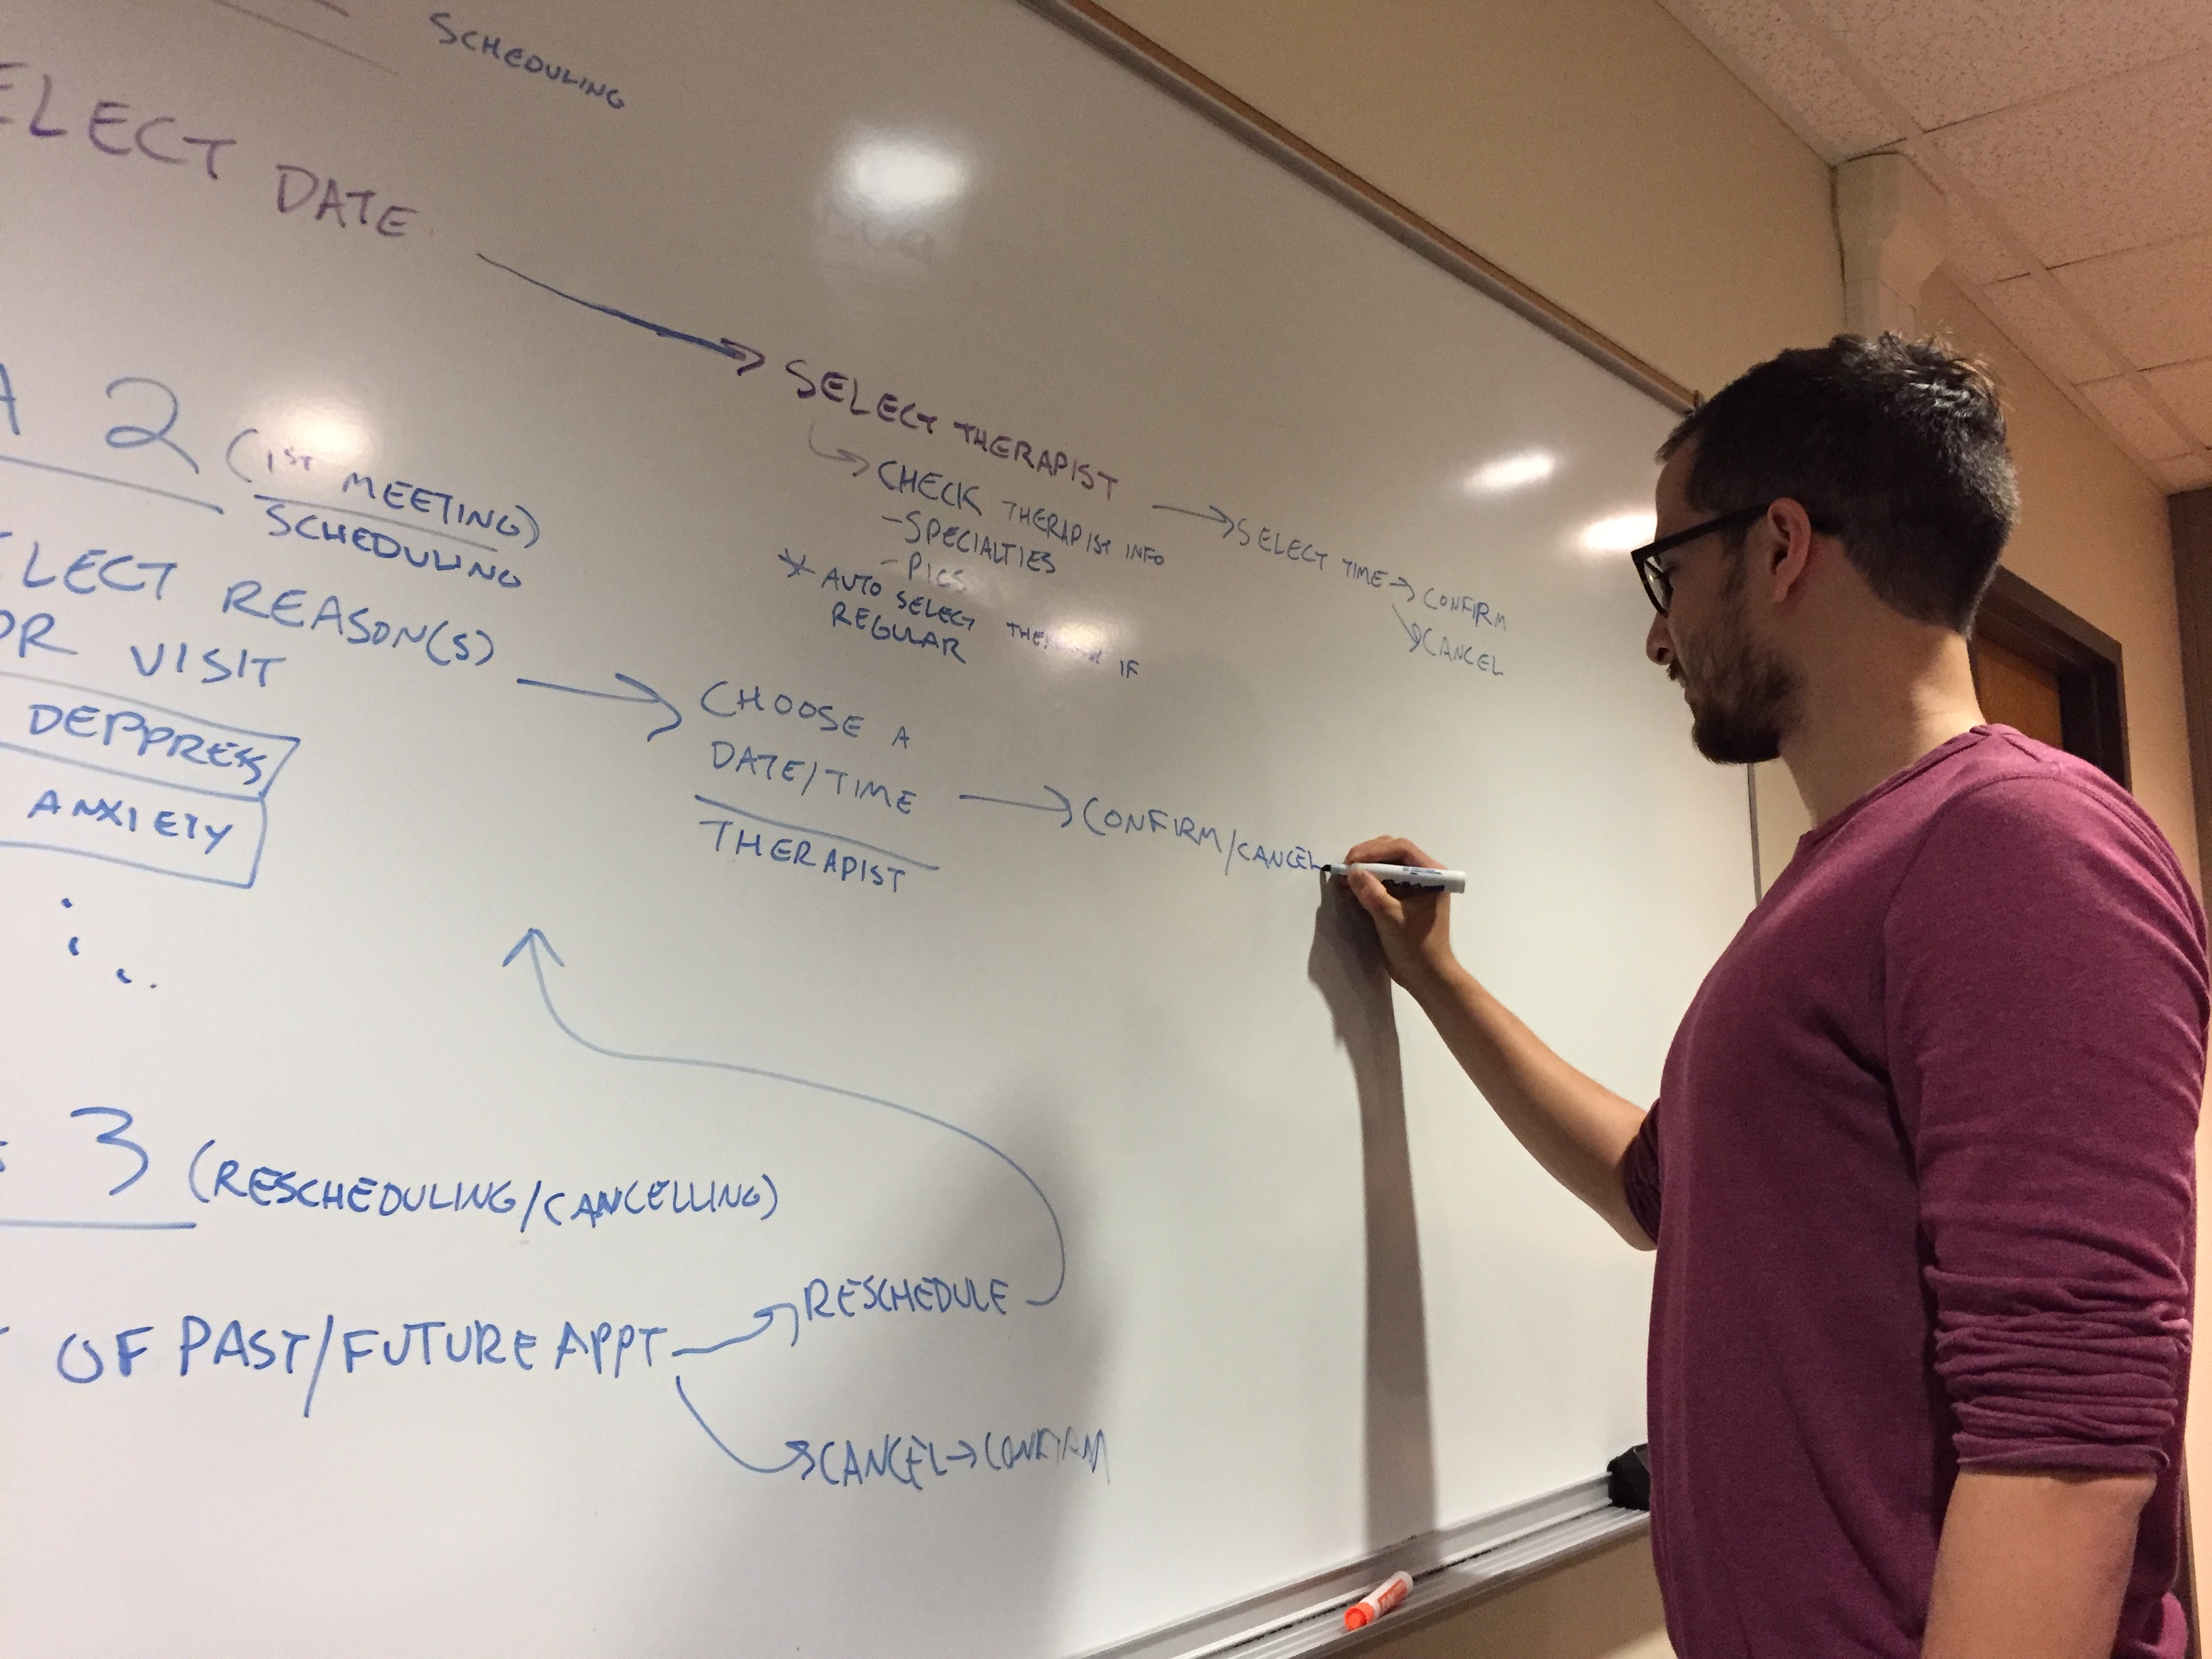 SCHEDULING
ELECT DATE
SELECT THERAPIST
CHECK THERAPIST INFO
-SPECIALTIES
-PICS
* AUTO SELECT IF
REGULAR
SELECT TIME
CONFIRM
CANCEL
A 2 (1ST MEETING)
SCHEDULING
ELECT REASON(S)
OR VISIT
DEPPRESS
ANXIETY
CHOOSE A
DATE/TIME
THERAPIST
CONFIRM/CANCEL
3 (RESCHEDULING/CANCELLING)
OF PAST/FUTURE APPT
RESCHEDULE
CANCEL→CONFIRM